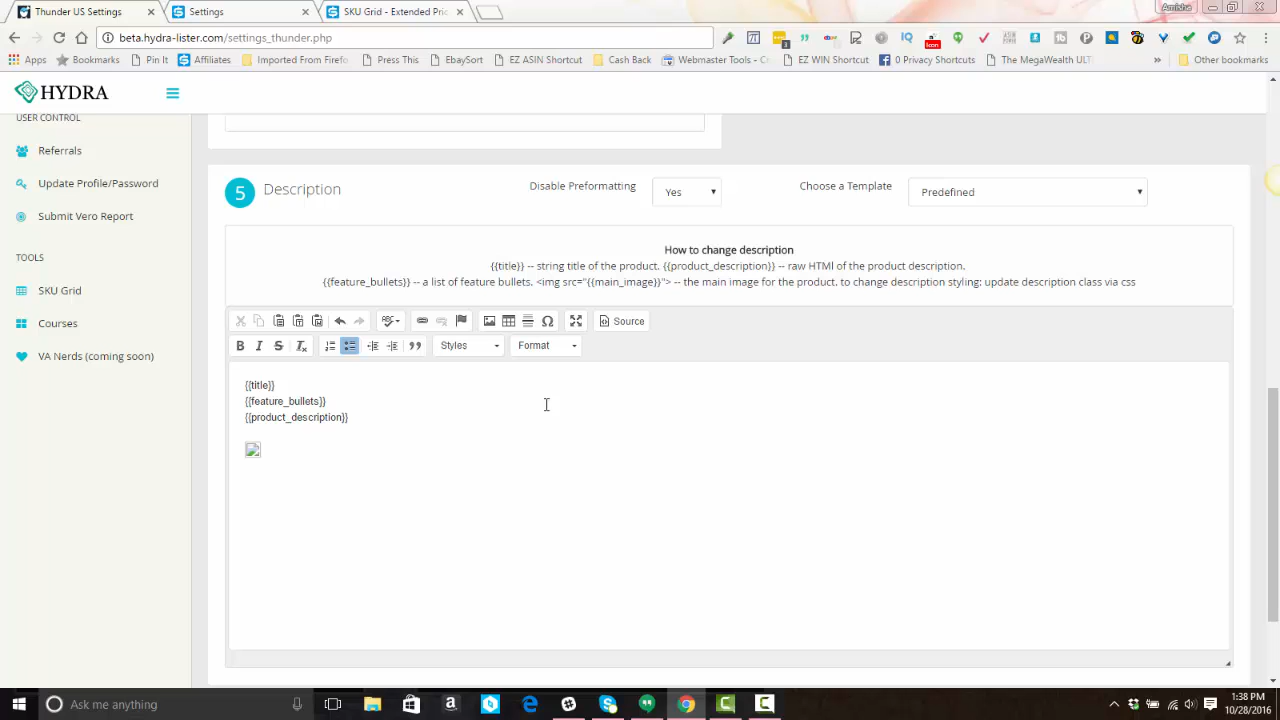 Thunder US Settings
Settings
SKU Grid - Extended Pric
Amisho
beta.hydra-lister.com/settings_thunder.php
Apps
Bookmarks
Pin It
Affiliates
Imported From Firefo
Press This
EbaySort
EZ ASIN Shortcut
Cash Back
Webmaster Tools - Cr
EZ WIN Shortcut
0 Privacy Shortcuts
The MegaWealth ULTI
»
Other bookmarks
HYDRA
USER CONTROL
Referrals
Update Profile/Password
Submit Vero Report
TOOLS
SKU Grid
Courses
VA Nerds (coming soon)
5 Description
Disable Preformatting
Yes
Choose a Template
Predefined
How to change description
{{title}} -- string title of the product. {{product_description}} -- raw HTMl of the product description.
{{feature_bullets}} -- a list of feature bullets. <img src="{{main_image}}"> -- the main image for the product. to change description styling: update description class via css
Source
Styles
Format
{{title}}
{{feature_bullets}}
{{product_description}}
Ask me anything
1:38 PM
10/28/2016